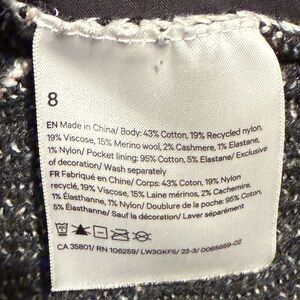 8
EN Made in China/ Body: 43% Cotton, 19% Recycled nylon,
19% Viscose, 15% Merino wool, 2% Cashmere, 1% Elastane,
1% Nylon/ Pocket lining: 95% Cotton, 5% Elastane/ Exclusive
of decoration/ Wash separately
FR Fabriqué en Chine/ Corps: 43% Coton, 19% Nylon
recyclé, 19% Viscose, 15% Laine mérinos, 2% Cachemire,
1% Élasthanne, 1% Nylon/ Doublure de la poche: 95% Coton,
5% Élasthanne/ Sauf la décoration/ Laver séparément
CA 35801/ RN 106259/ LW3GKFS/ 22-3/ 0065669-02